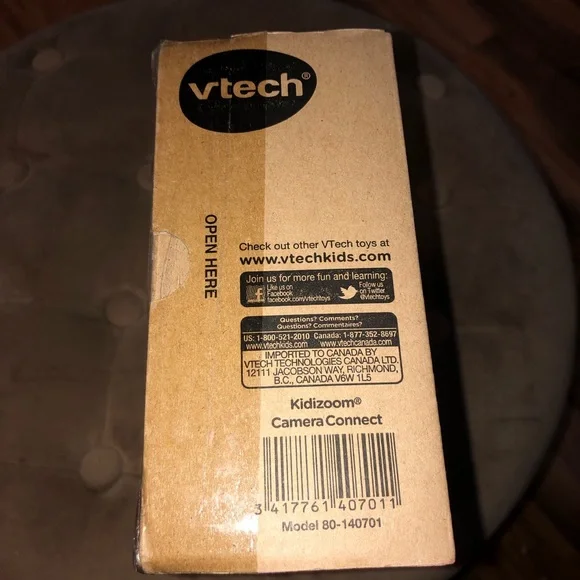 vtech®
OPEN HERE
Check out other VTech toys at
www.vtechkids.com
Join us for more fun and learning:
Like us on
Facebook
facebook.com/vtechtoys
Follow us
on Twitter
@vtechtoys
Questions? Comments?
Questions? Commentaires?
US: 1-800-521-2010 Canada: 1-877-352-8697
www.vtechkids.com www.vtechcanada.com
IMPORTED TO CANADA BY
VTECH TECHNOLOGIES CANADA LTD.
12111 JACOBSON WAY, RICHMOND,
B.C., CANADA V6W 1L5
Kidizoom®
Camera Connect
3 417761 407011
Model 80-140701